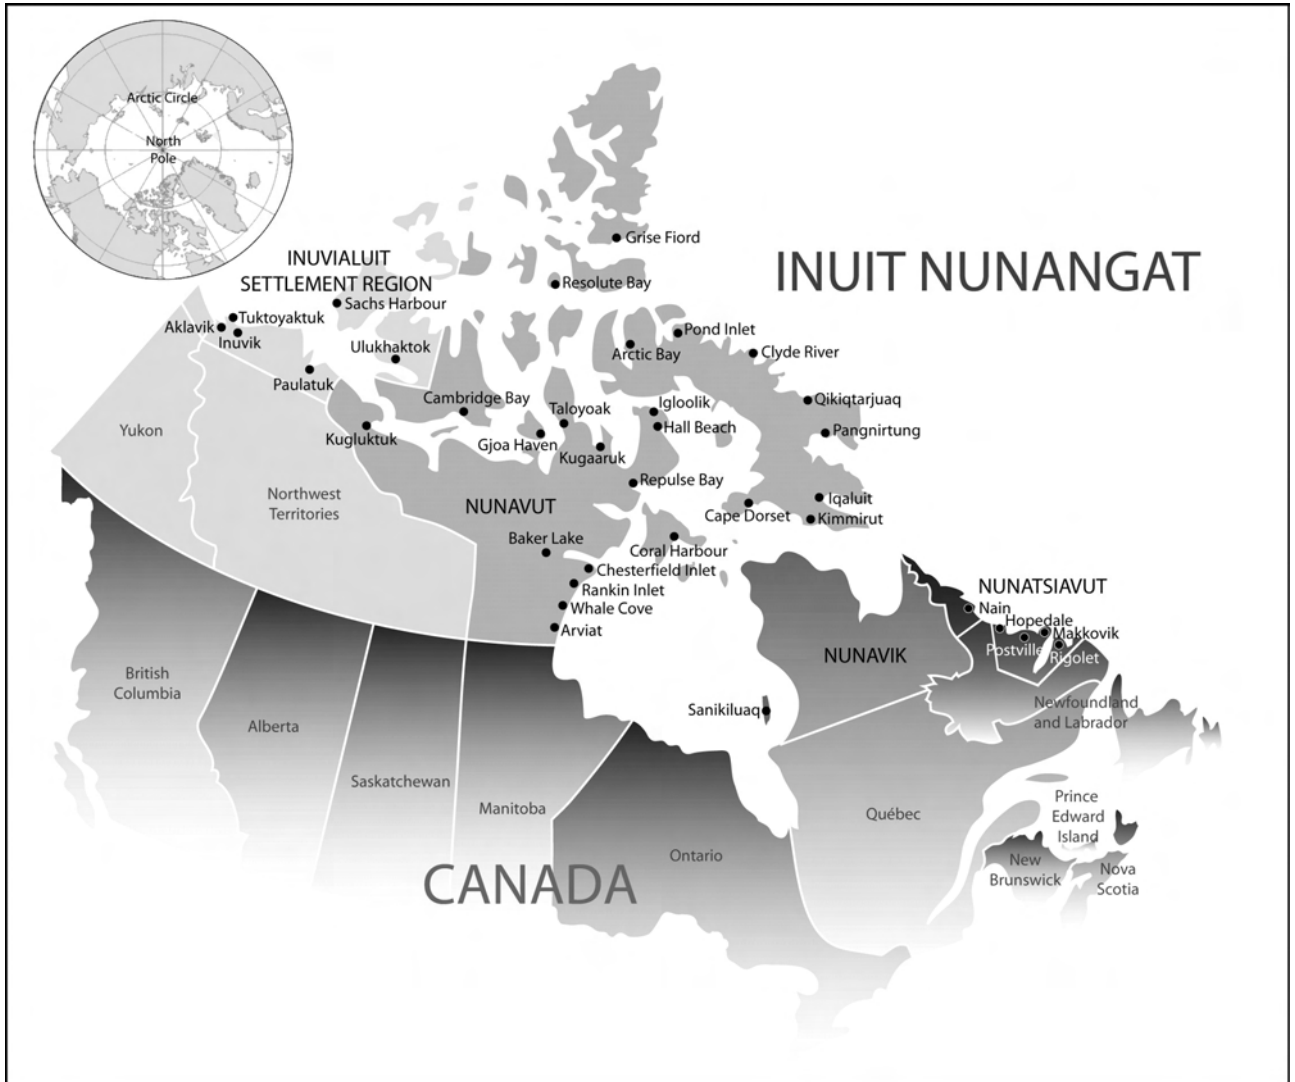 Arctic Circle
North
Pole
INUIT NUNANGAT
INUVIALUIT
SETTLEMENT REGION
Grise Fiord
Resolute Bay
Sachs Harbour
Tuktoyaktuk
Aklavik
Inuvik
Ulukhaktok
Paulatuk
Pond Inlet
Arctic Bay
Clyde River
Cambridge Bay
Taloyoak
Igloolik
Hall Beach
Qikiqtarjuaq
Pangnirtung
Yukon
Kugluktuk
Gjoa Haven
Kugaaruk
Repulse Bay
Northwest
Territories
NUNAVUT
Cape Dorset
Iqaluit
Kimmirut
Baker Lake
Coral Harbour
Chesterfield Inlet
Rankin Inlet
Whale Cove
Arviat
NUNATSIAVUT
Nain
Hopedale
Makkovik
Postville
Rigolet
NUNAVIK
Sanikiluaq
British
Columbia
Alberta
Saskatchewan
Manitoba
Newfoundland
and Labrador
Québec
Prince
Edward
Island
Ontario
New
Brunswick
Nova
Scotia
CANADA